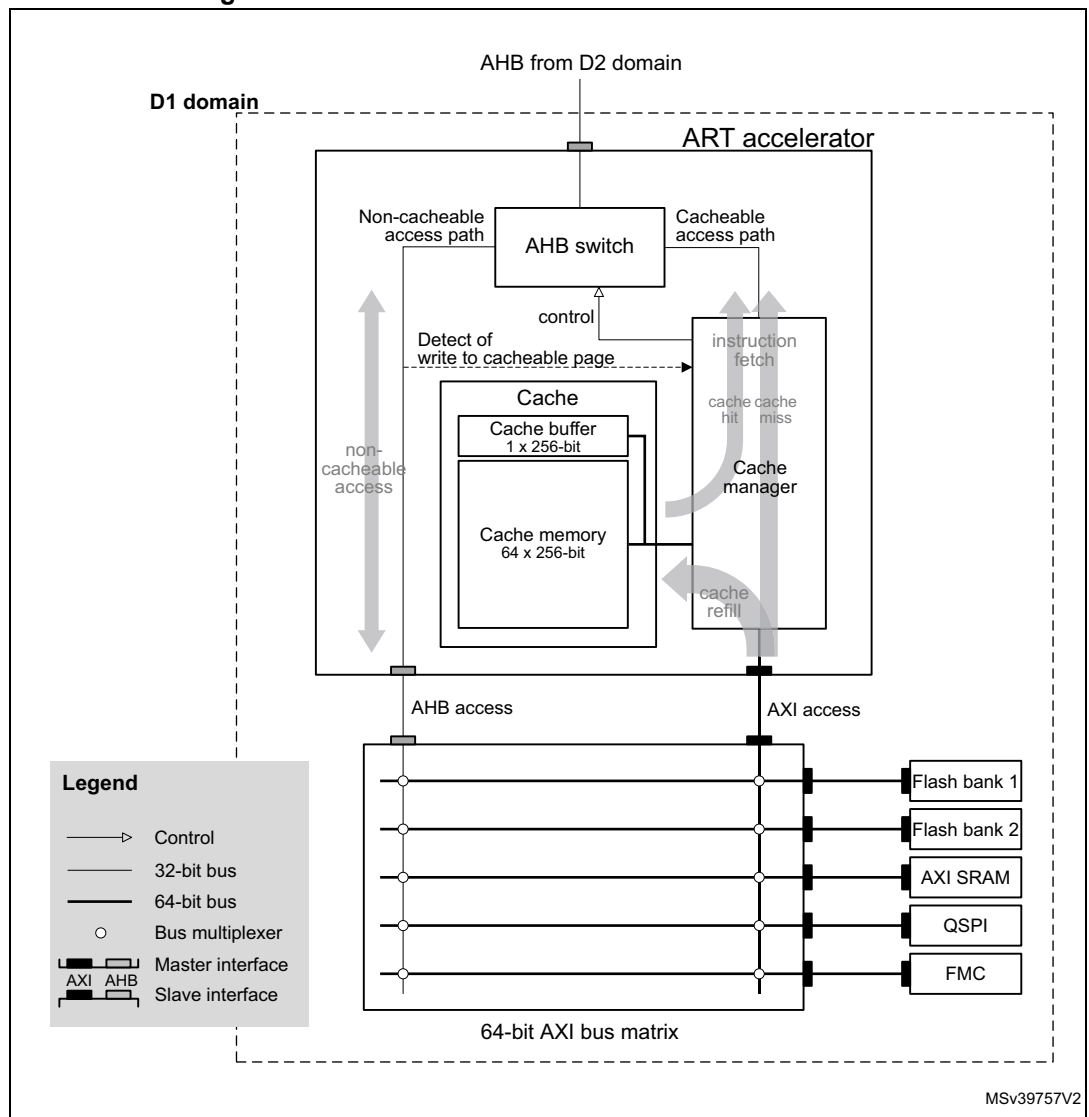 AHB from D2 domain
D1 domain
ART accelerator
Non-cacheable
access path
AHB switch
Cacheable
access path
control
Detect of
write to cacheable page
instruction
fetch
cache
hit
cache
miss
Cache
Cache buffer
1 x 256-bit
non-
cacheable
access
Cache
manager
Cache memory
64 x 256-bit
cache
refill
AHB access
AXI access
Legend
Control
32-bit bus
64-bit bus
Bus multiplexer
Master interface
AXI AHB
Slave interface
Flash bank 1
Flash bank 2
AXI SRAM
QSPI
FMC
64-bit AXI bus matrix
MSv39757V2